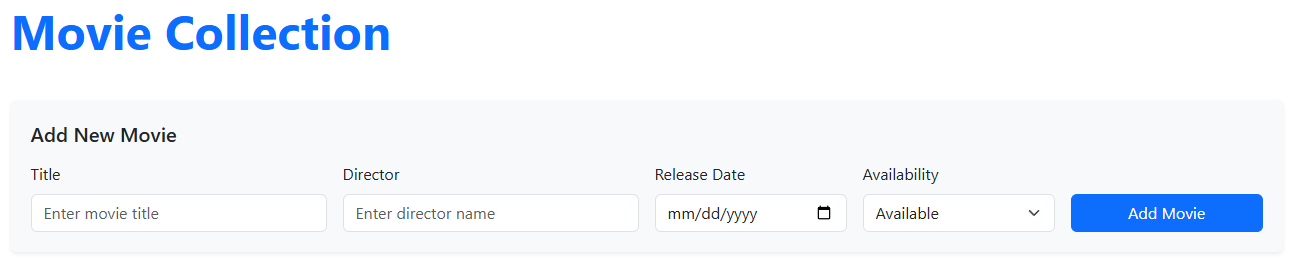 Movie Collection
Add New Movie
Title Director Release Date Availability
Enter movie title Enter director name mm/dd/yyyy Available Add Movie